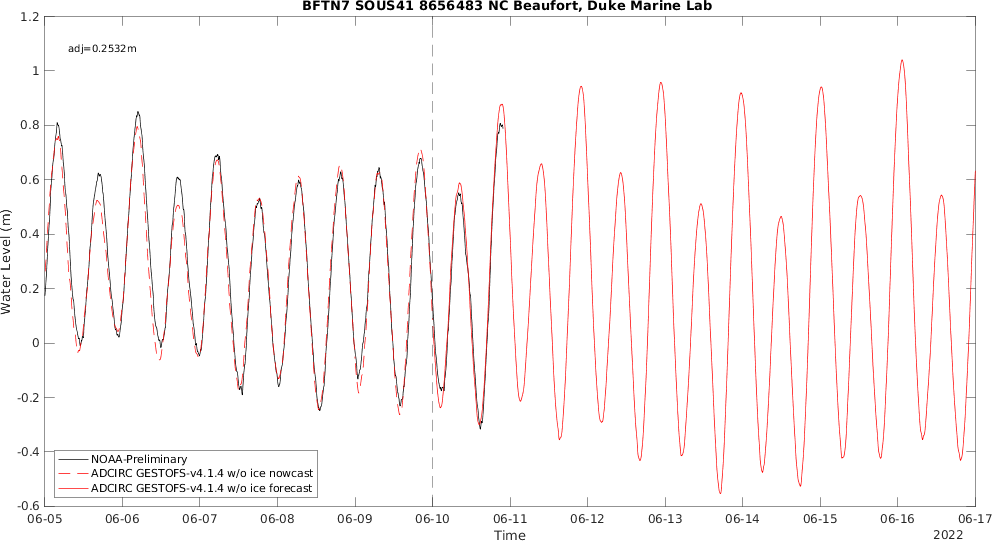 BFTN7 SOUS41 8656483 NC Beaufort, Duke Marine Lab
adj=0.2532m
1.2
1
0.8
0.6
0.4
0.2
0
-0.2
-0.4
-0.6
Water Level (m)
NOAA-Preliminary
ADCIRC GESTOFS-v4.1.4 w/o ice nowcast
ADCIRC GESTOFS-v4.1.4 w/o ice forecast
06-05 06-06 06-07 06-08 06-09 06-10 06-11 06-12 06-13 06-14 06-15 06-16 06-17
Time
2022